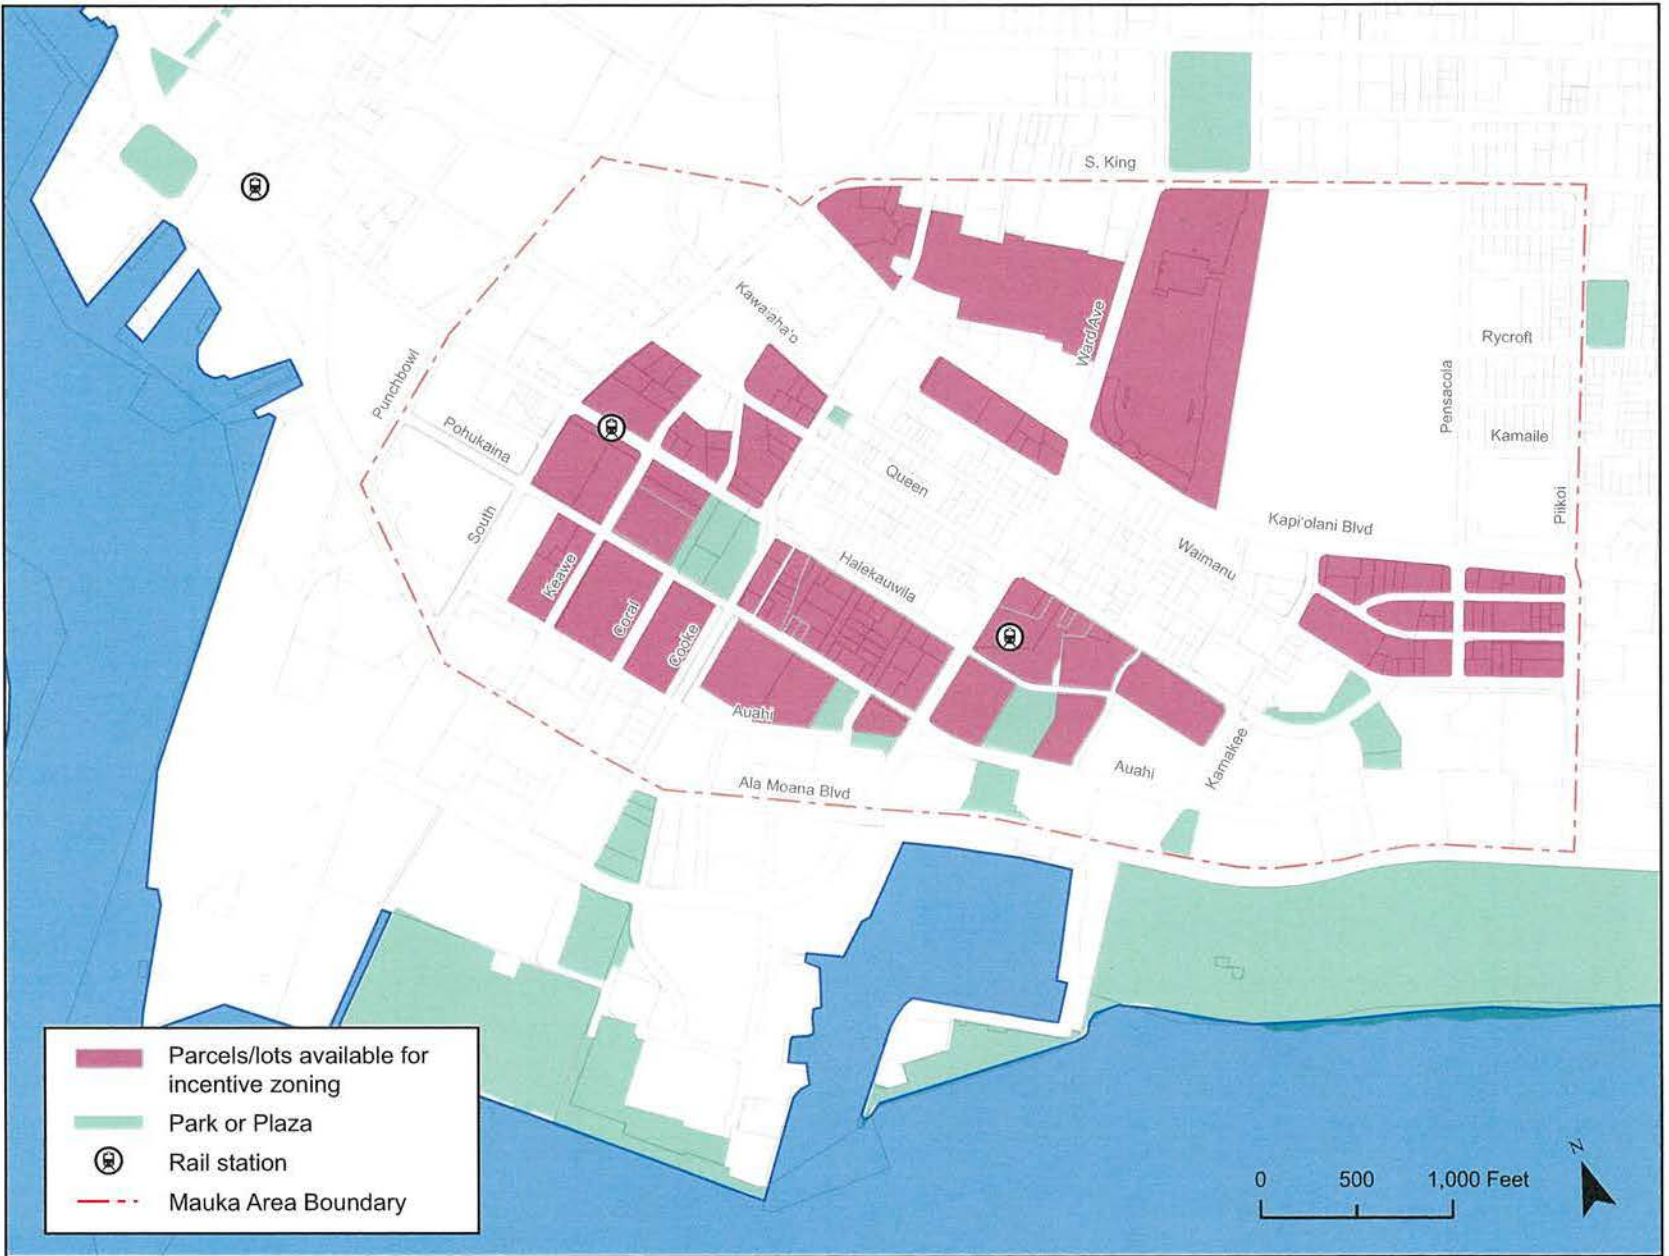 S. King
Kawaiaha'o
Ward Ave
Punchbowl
Rycroft
Pensacola
Kamaile
Pohukaina
Queen
South
Piikoi
Kapi'olani Blvd
Waimanu
Halekauwila
Keawe
Coral
Cooke
Auahi
Auahi
Kamakee
Ala Moana Blvd
Parcels/lots available for
incentive zoning
Park or Plaza
Rail station
Mauka Area Boundary
0 500 1,000 Feet
N